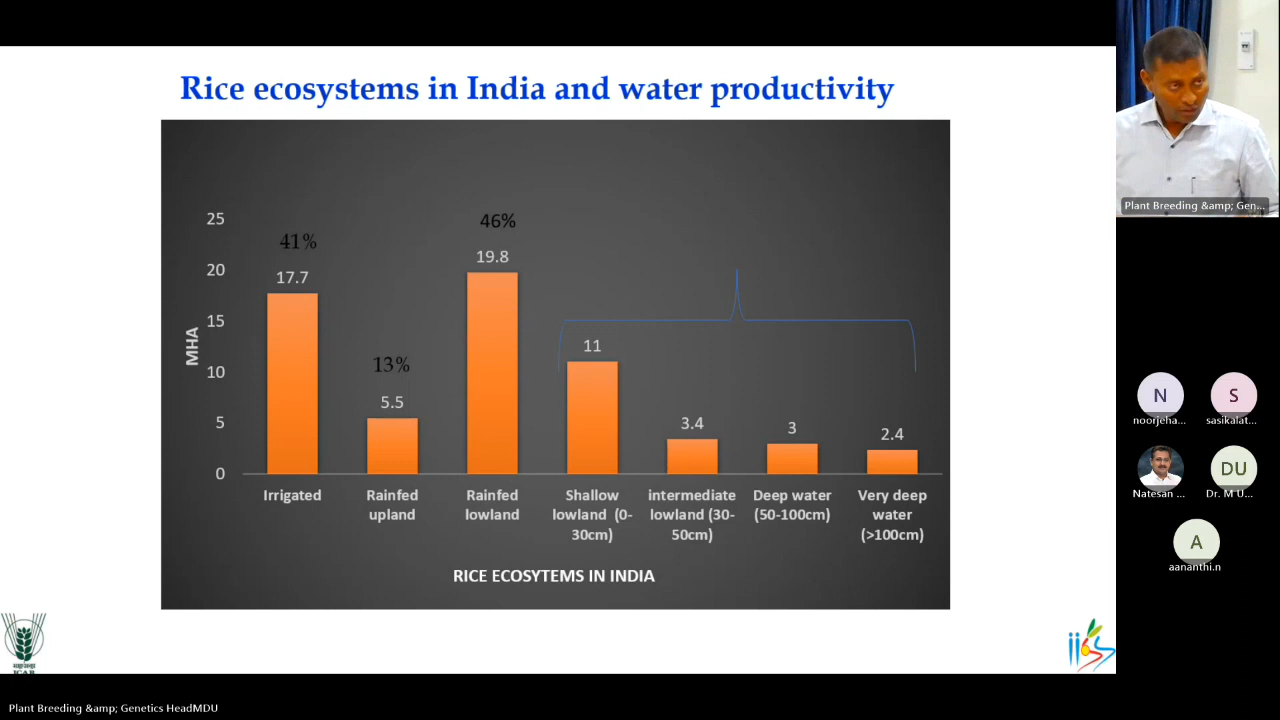 Rice ecosystems in India and water productivity
25
20
15
10
5
0
MHA
41%
17.7
13%
5.5
46%
19.8
11
3.4
3
2.4
Irrigated
Rainfed
upland
Rainfed
lowland
Shallow
lowland (0-
30cm)
intermediate
lowland (30-
50cm)
Deep water
(50-100cm)
Very deep
water
(>100cm)
RICE ECOSYTEMS IN INDIA
ICAR
Plant Breeding &amp; Gen...
N
noorjeha...
S
sasikalat...
Natesan ...
DU
Dr. M U...
A
aananthi.n
Plant Breeding &amp; Genetics HeadMDU